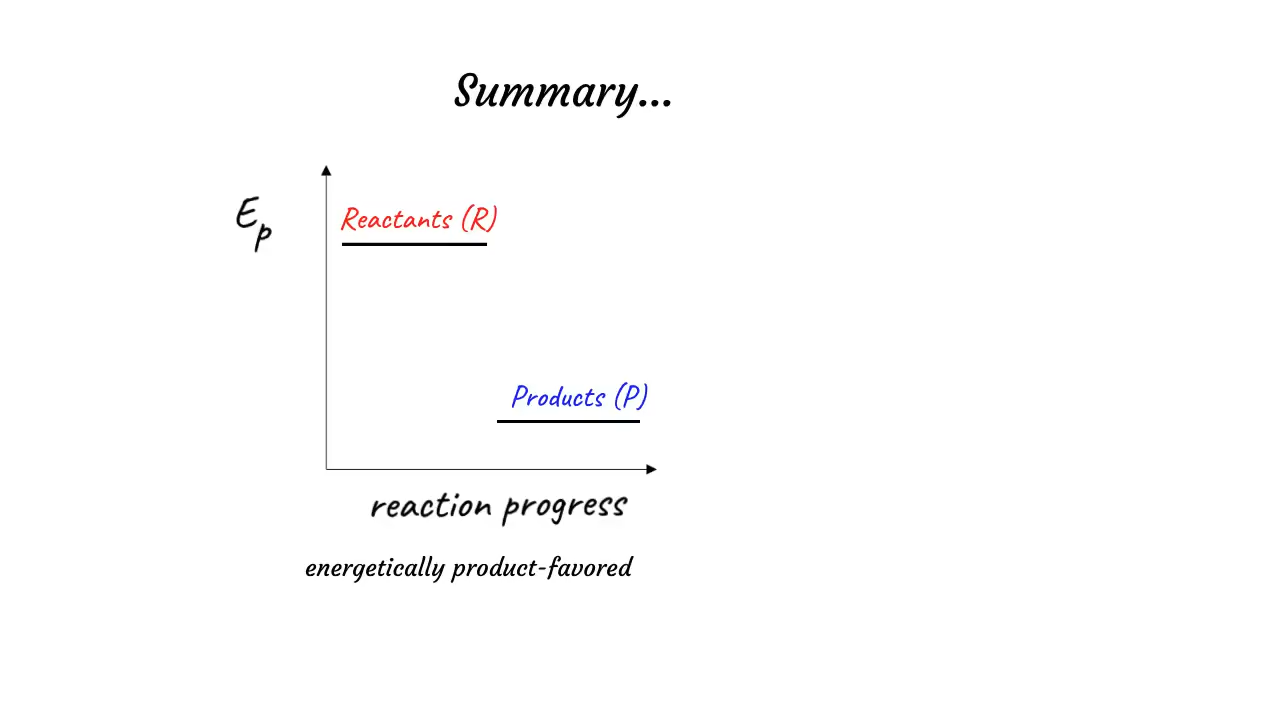 Summary...
Ep
Reactants (R)
Products (P)
reaction progress
energetically product-favored